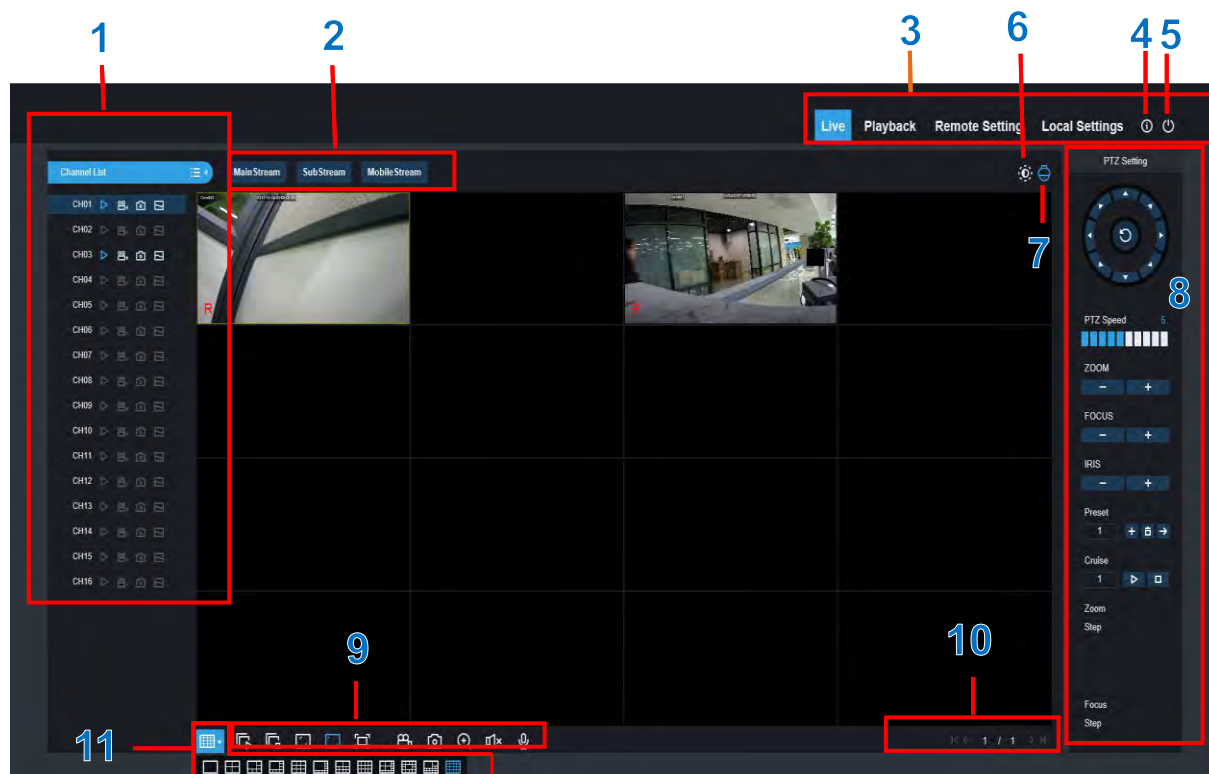 1 2 3 6 4 5
Live Playback Remote Setting Local Settings
Channel List MainStream SubStream MobileStream
PTZ Setting
7
8
CH01
CH02
CH03
CH04
CH05
CH06
CH07
CH08
CH09
CH10
CH11
CH12
CH13
CH14
CH15
CH16
R
R
PTZ Speed 5
ZOOM
- +
FOCUS
- +
IRIS
- +
Preset
1 +
Cruise
1
Zoom
Step
Focus
Step
9
10
11
1 / 1